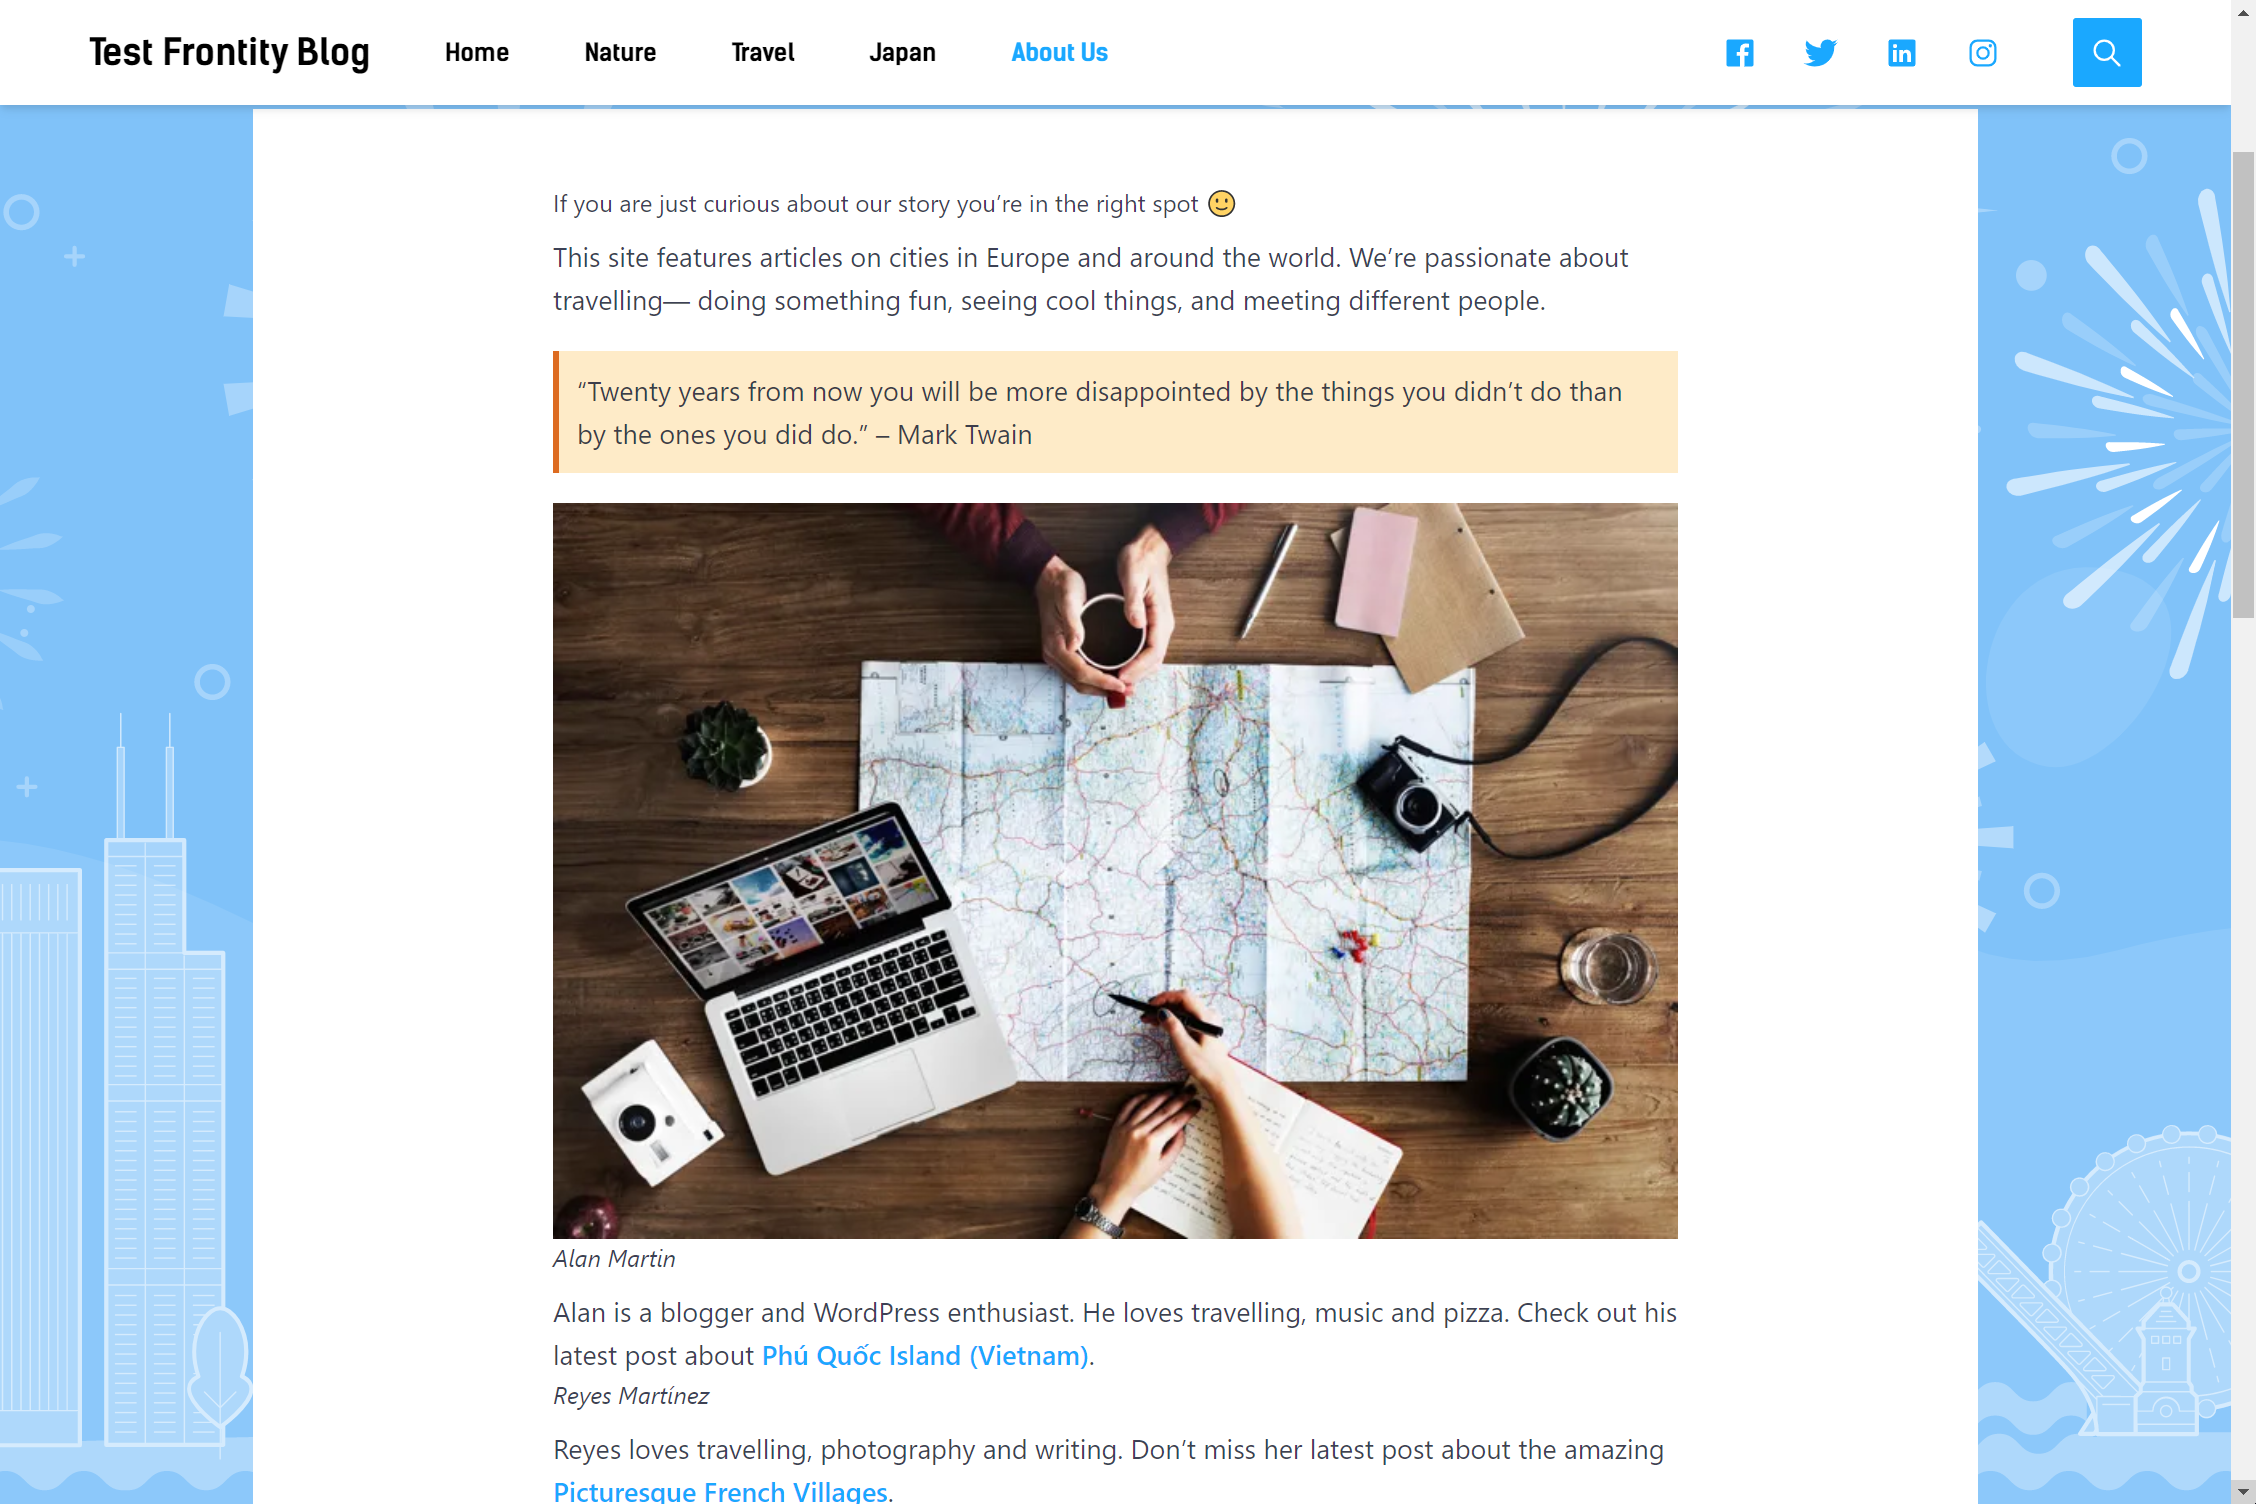 Test Frontity Blog
Home
Nature
Travel
Japan
About Us
If you are just curious about our story you’re in the right spot 🙂
This site features articles on cities in Europe and around the world. We’re passionate about
travelling— doing something fun, seeing cool things, and meeting different people.
“Twenty years from now you will be more disappointed by the things you didn’t do than
by the ones you did do.” – Mark Twain
Alan Martin
Alan is a blogger and WordPress enthusiast. He loves travelling, music and pizza. Check out his
latest post about Phú Quốc Island (Vietnam).
Reyes Martínez
Reyes loves travelling, photography and writing. Don’t miss her latest post about the amazing
Picturesque French Villages.